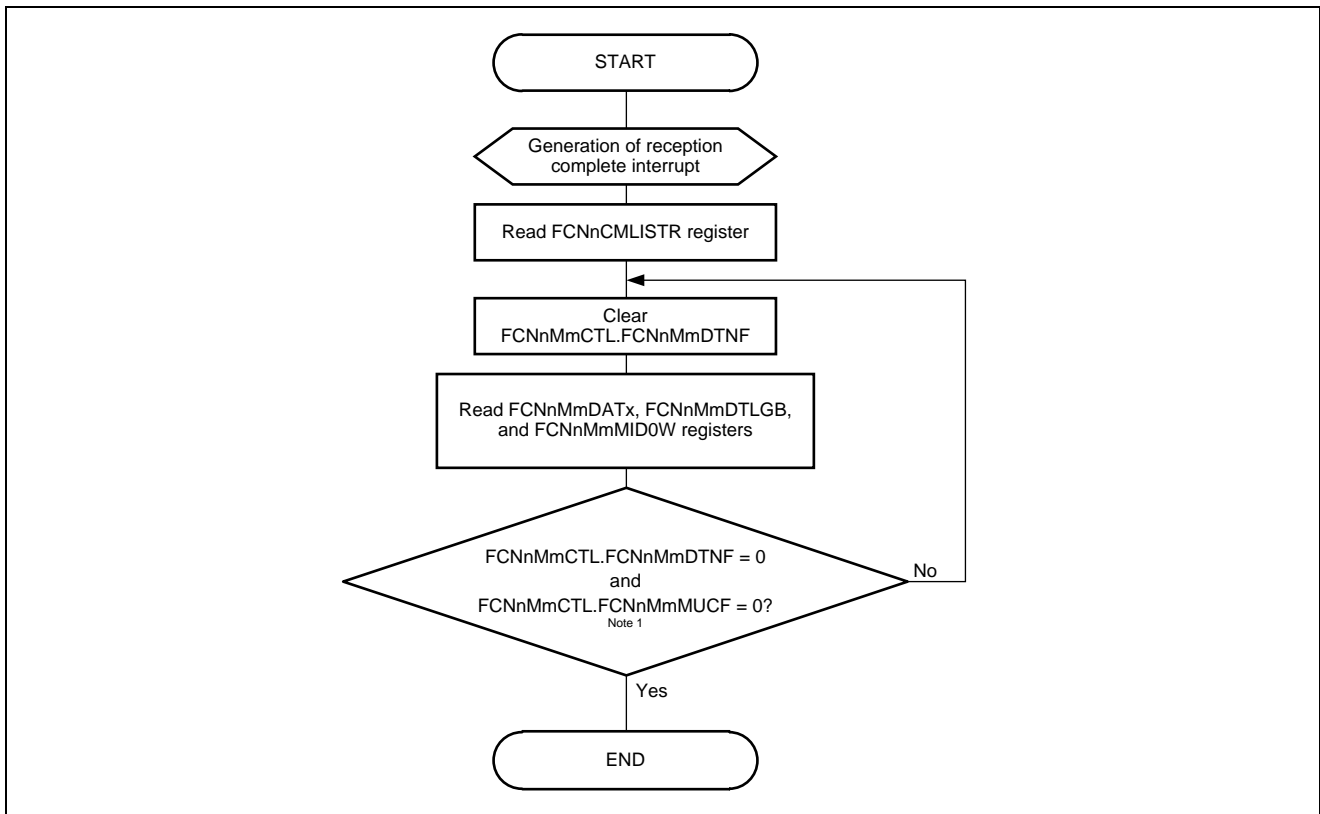 START
Generation of reception
complete interrupt
Read FCNnCMLISTR register
Clear
FCNnMmCTL.FCNnMmDTNF
Read FCNnMmDATx, FCNnMmDTLGB,
and FCNnMmMID0W registers
FCNnMmCTL.FCNnMmDTNF = 0
and
FCNnMmCTL.FCNnMmMUCF = 0?
Note 1
No
Yes
END